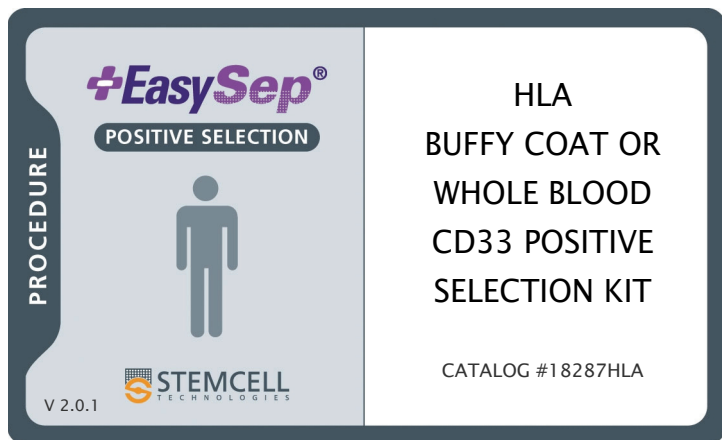 PROCEDURE
EasySep®
POSITIVE SELECTION
STEMCELL
TECHNOLOGIES
V 2.0.1
HLA
BUFFY COAT OR
WHOLE BLOOD
CD33 POSITIVE
SELECTION KIT
CATALOG #18287HLA